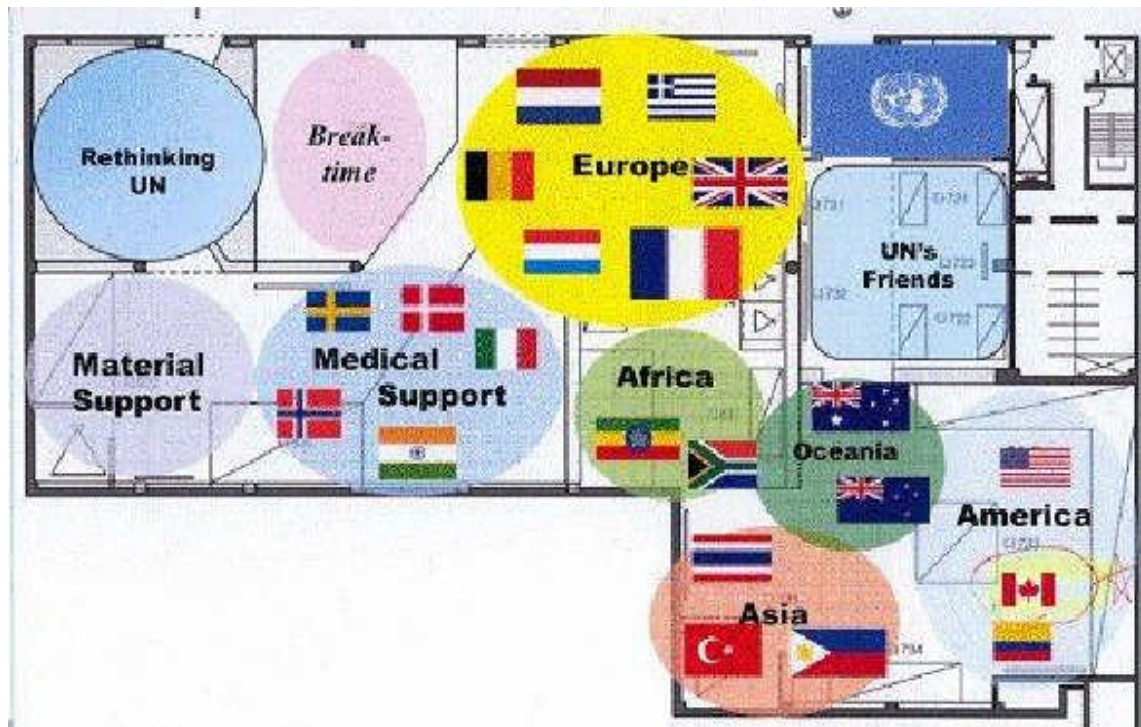 Rethinking
UN
Break-
time
Europe
UN's
Friends
Material
Support
Medical
Support
Africa
Oceania
America
Asia